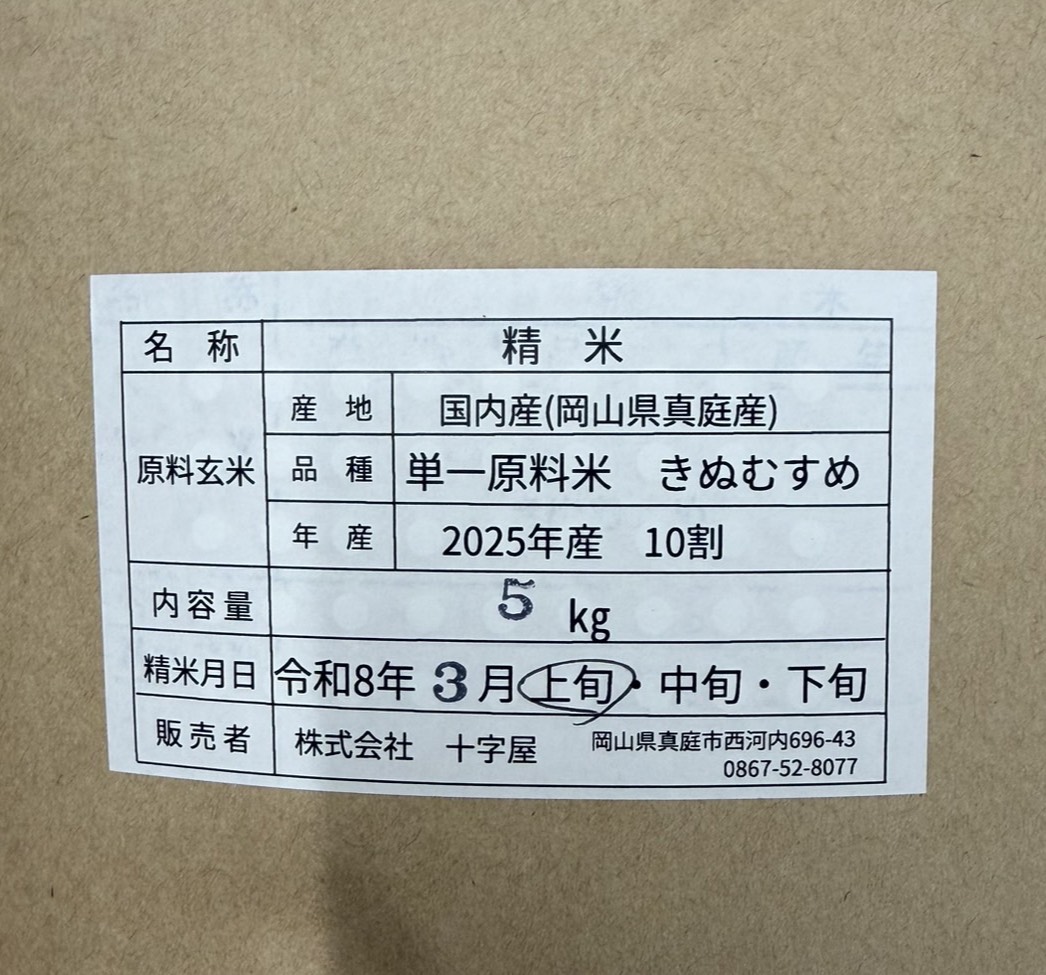 名称 精米
原料玄米
産地 国内産(岡山県真庭産)
品種 単一原料米 きぬむすめ
年産 2025年産 10割
内容量 5 kg
精米月日 令和8年 3月 上旬・中旬・下旬
販売者 株式会社 十字屋 岡山県真庭市西河内696-43
0867-52-8077